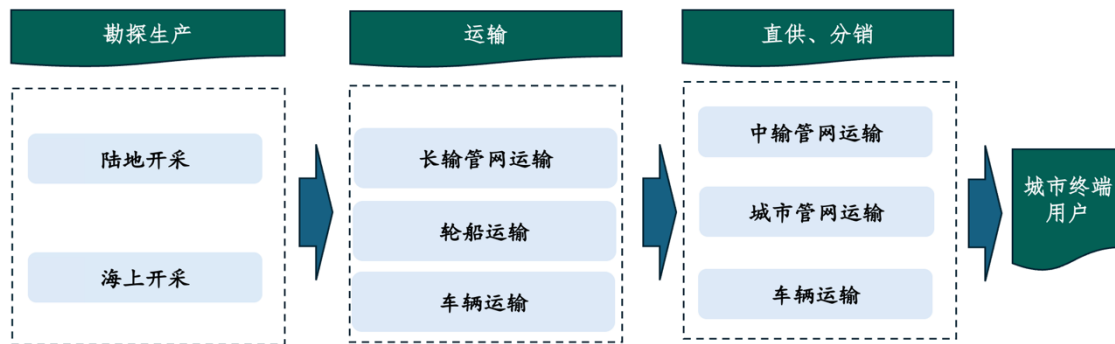 勘探生产
运输
直供、分销
陆地开采
海上开采
长输管网运输
轮船运输
车辆运输
中输管网运输
城市管网运输
车辆运输
城市终端
用户